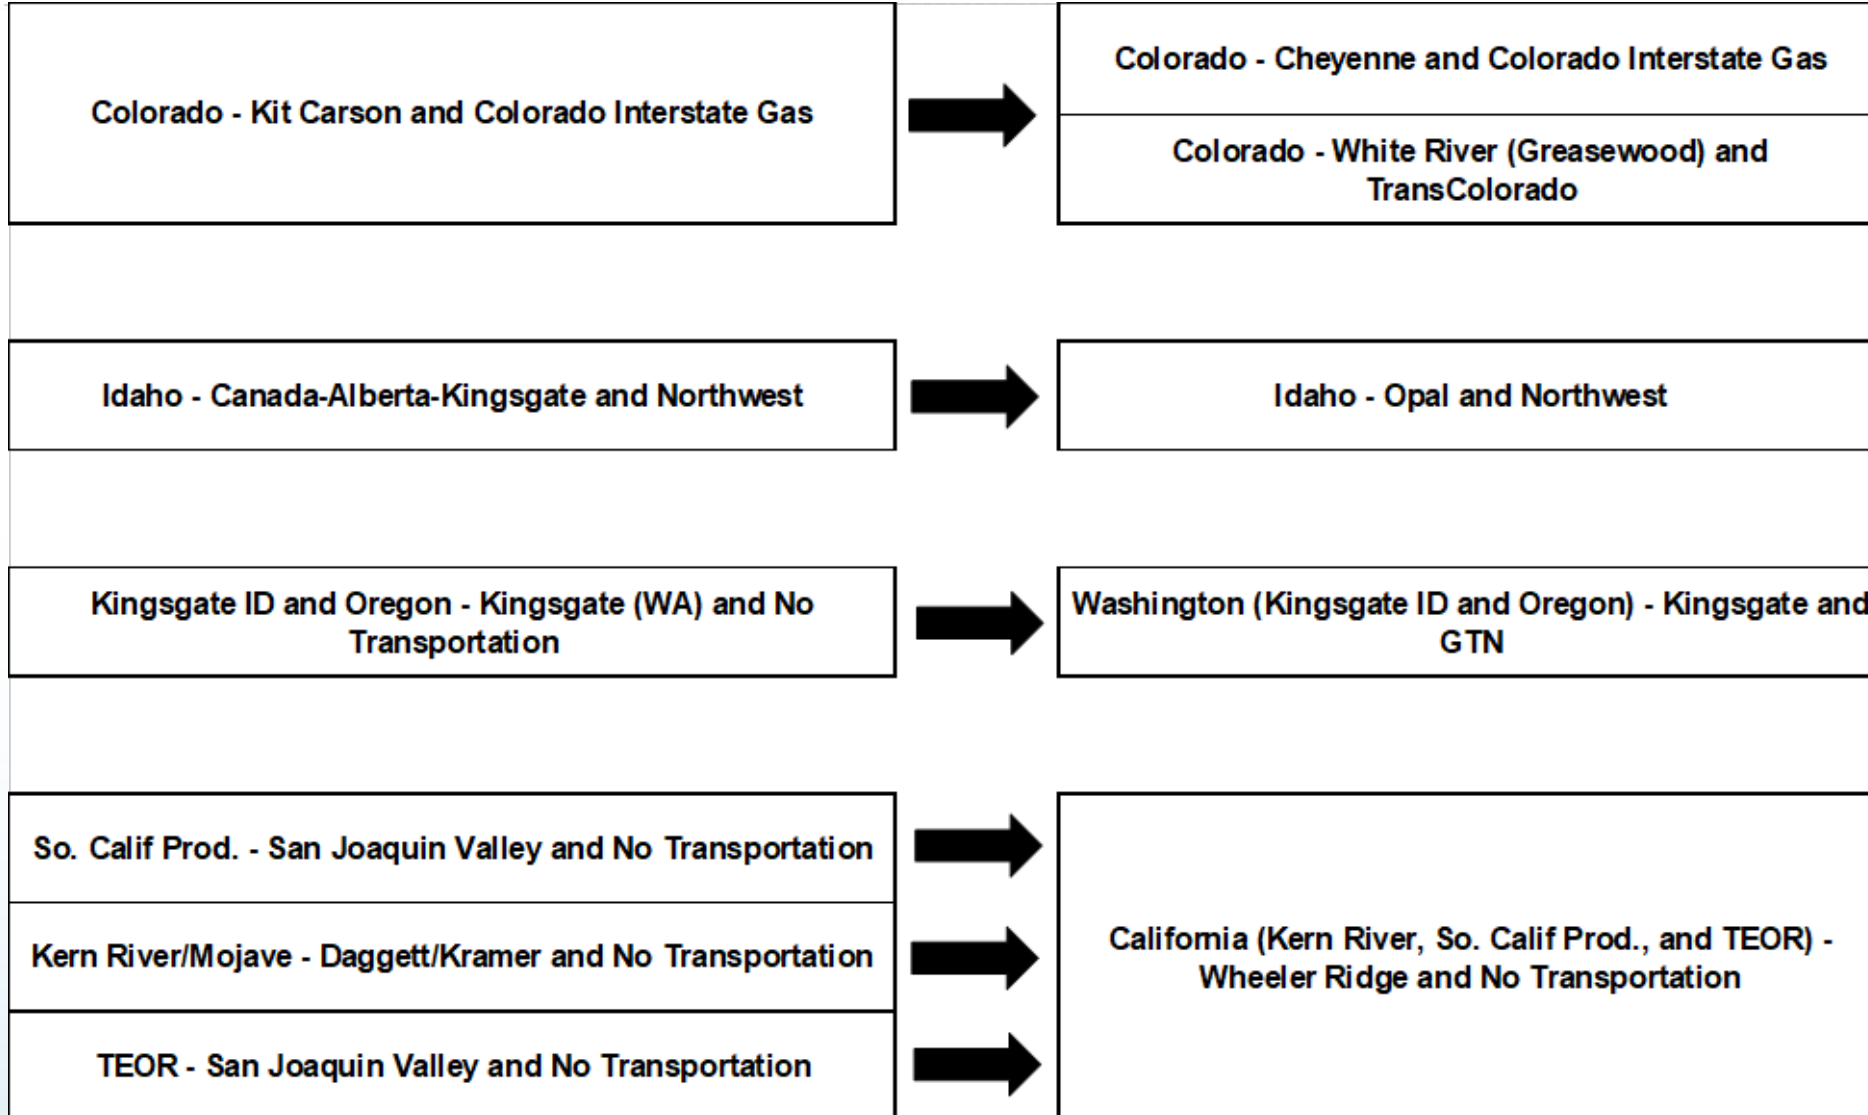 Colorado - Kit Carson and Colorado Interstate Gas
Colorado - Cheyenne and Colorado Interstate Gas
Colorado - White River (Greasewood) and
TransColorado
Idaho - Canada-Alberta-Kingsgate and Northwest
Idaho - Opal and Northwest
Kingsgate ID and Oregon - Kingsgate (WA) and No
Transportation
Washington (Kingsgate ID and Oregon) - Kingsgate and
GTN
So. Calif Prod. - San Joaquin Valley and No Transportation
Kern River/Mojave - Daggett/Kramer and No Transportation
TEOR - San Joaquin Valley and No Transportation
California (Kern River, So. Calif Prod., and TEOR) -
Wheeler Ridge and No Transportation